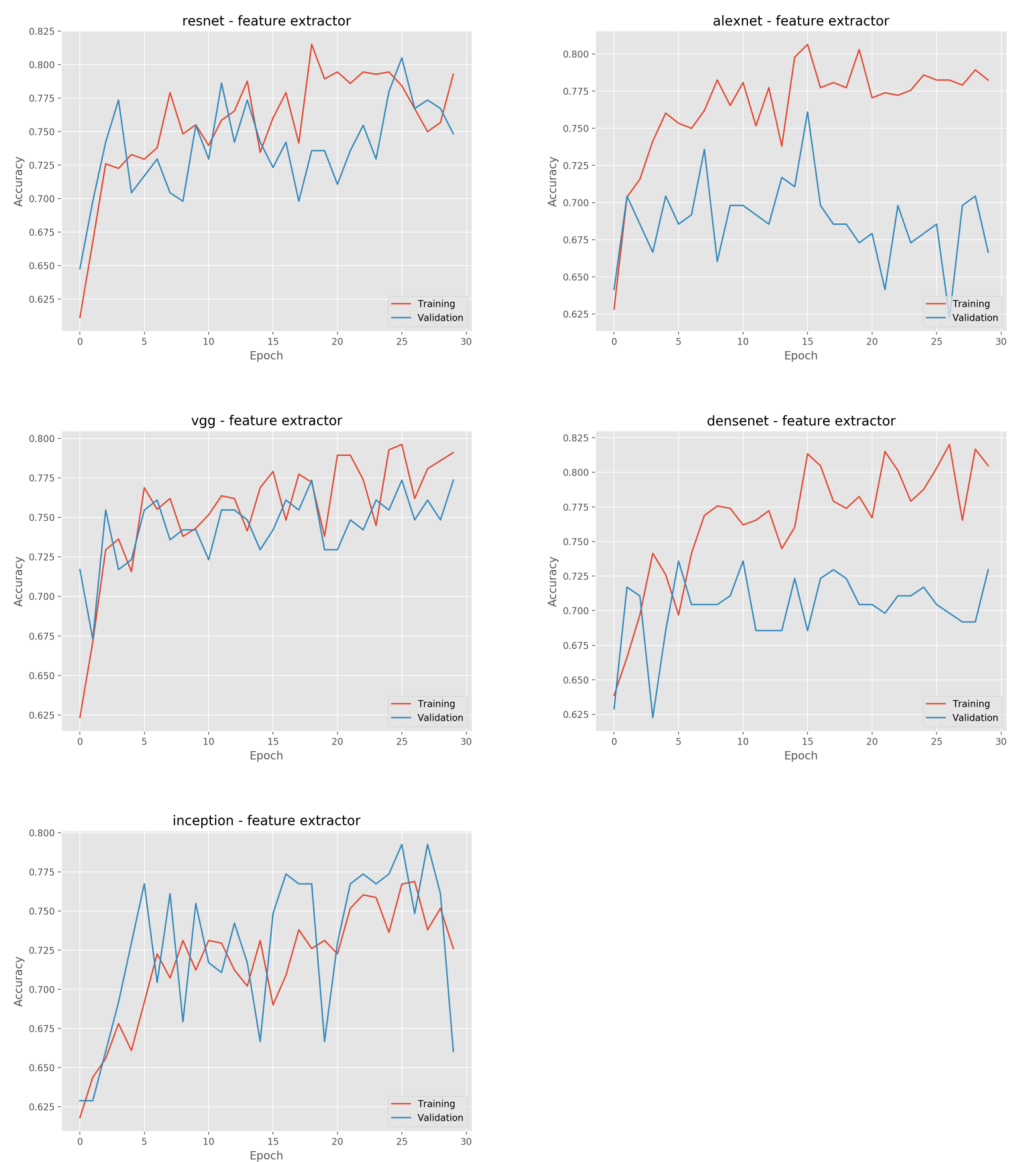 resnet - feature extractor
0.825
0.800
0.775
0.750
0.725
0.700
0.675
0.650
0.625
Accuracy
0 5 10 15 20 25 30
Epoch
Training
Validation
alexnet - feature extractor
0.800
0.775
0.750
0.725
0.700
0.675
0.650
0.625
Accuracy
0 5 10 15 20 25 30
Epoch
Training
Validation
vgg - feature extractor
0.800
0.775
0.750
0.725
0.700
0.675
0.650
0.625
Accuracy
0 5 10 15 20 25 30
Epoch
Training
Validation
densenet - feature extractor
0.825
0.800
0.775
0.750
0.725
0.700
0.675
0.650
0.625
Accuracy
0 5 10 15 20 25 30
Epoch
Training
Validation
inception - feature extractor
0.800
0.775
0.750
0.725
0.700
0.675
0.650
0.625
Accuracy
0 5 10 15 20 25 30
Epoch
Training
Validation